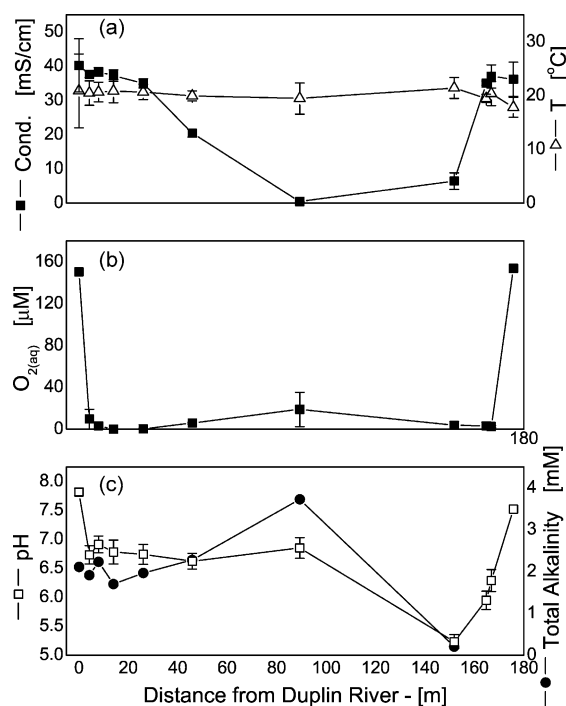 (a)
50
40
30
20
10
0
Cond. [mS/cm]
30
20
10
0
T [°C]
(b)
160
120
80
40
0
O2(aq) [µM]
180
(c)
8.0
7.5
7.0
6.5
6.0
5.5
5.0
pH
4
3
2
1
0
Total Alkalinity [mM]
0 20 40 60 80 100 120 140 160 180
Distance from Duplin River - [m]